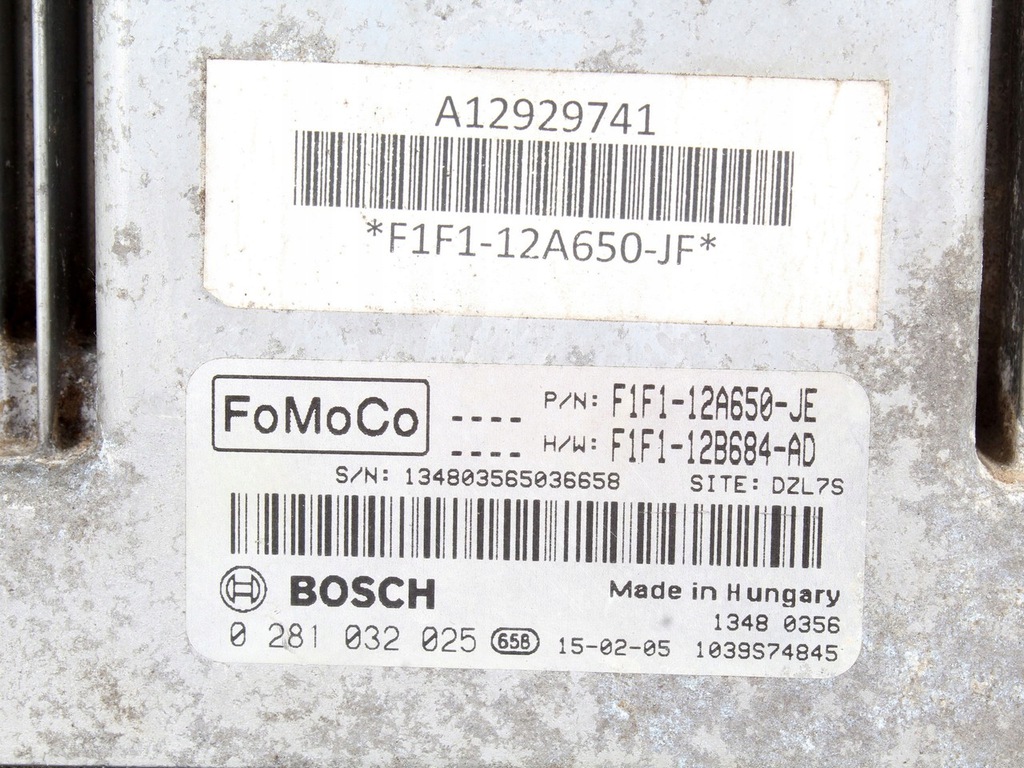 A12929741
*F1F1-12A650-JF*
FoMoCo
---- P/N: F1F1-12A650-JE
---- H/W: F1F1-12B684-AD
S/N: 134803565036658 SITE: DZL7S
BOSCH Made in Hungary
1348 0356
0 281 032 025 658 15-02-05 1039S74845